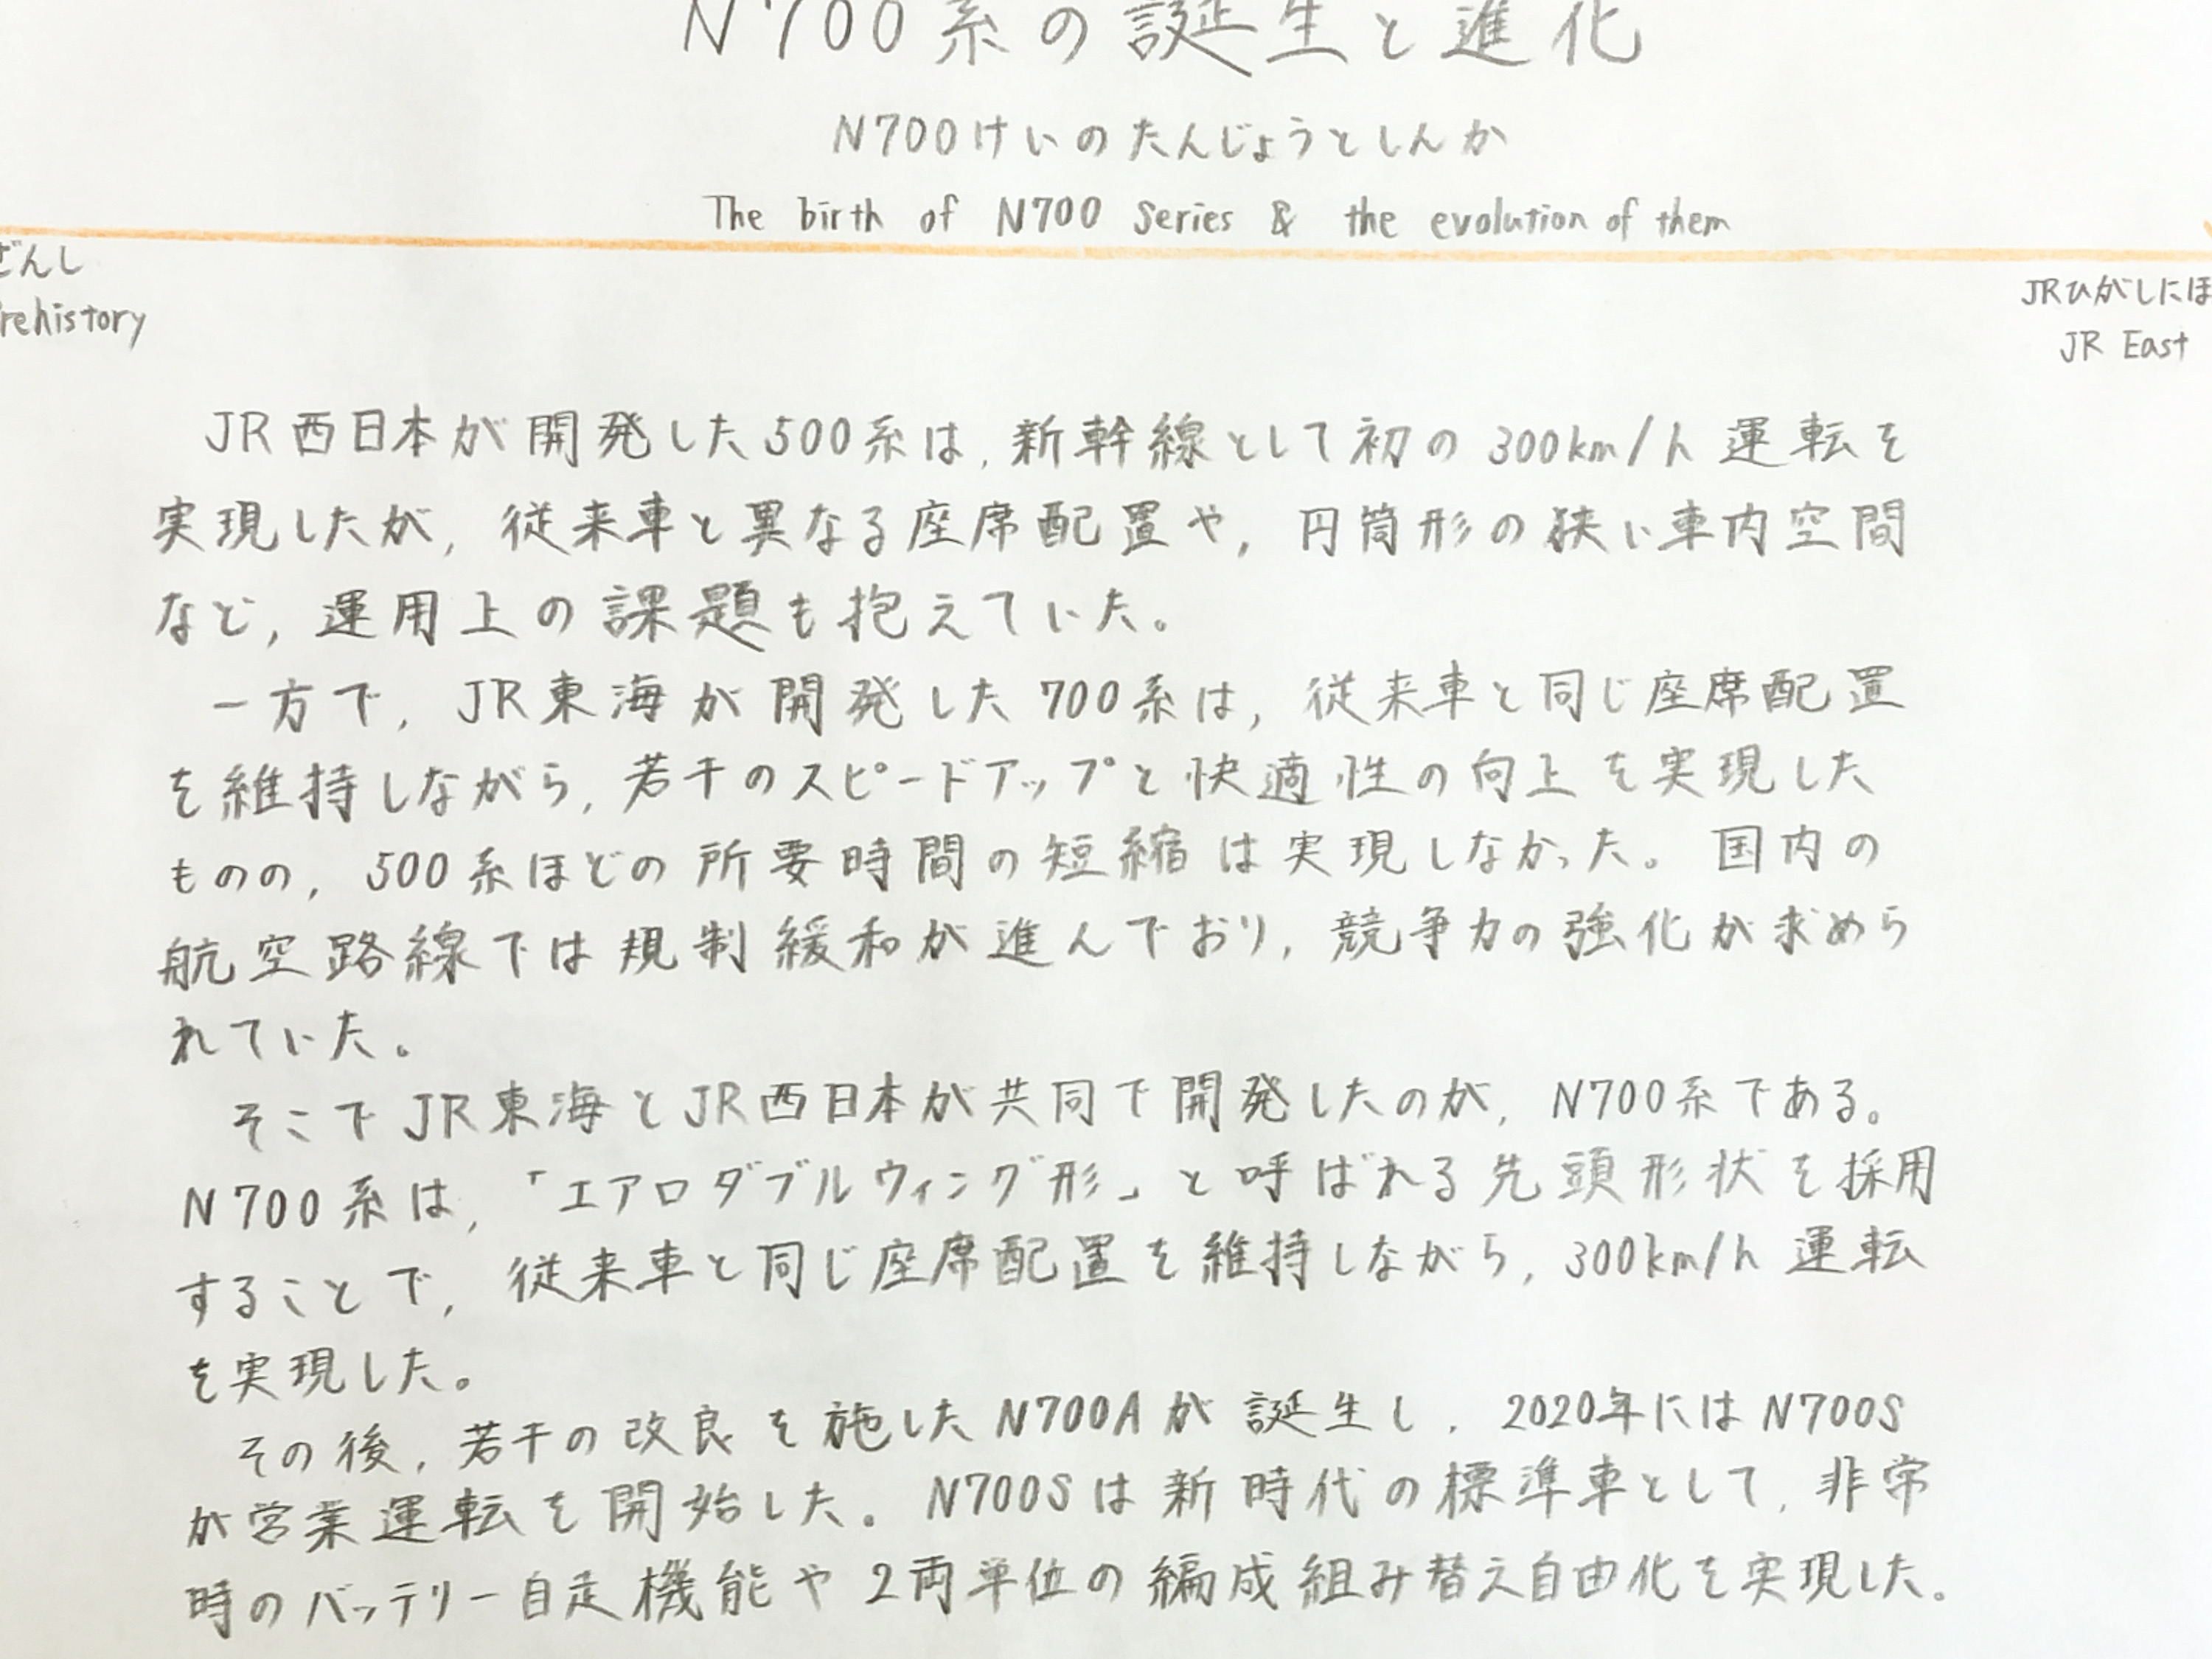 N700系の誕生と進化
N700けいのたんじょうとしんか
The birth of N700 Series & the evolution of them
ぜんし
rehistory
JRひがしにほ
JR East
JR西日本が開発した500系は,新幹線として初の300km/h運転を
実現したが,従来車と異なる座席配置や,円筒形の狭い車内空間
など,運用上の課題も抱えていた。
一方で,JR東海が開発した700系は,従来車と同じ座席配置
を維持しながら,若干のスピードアップと快適性の向上を実現した
ものの,500系ほどの所要時間の短縮は実現しなかった。国内の
航空路線では規制緩和が進んでおり,競争力の強化が求めら
れていた。
そこでJR東海とJR西日本が共同で開発したのが,N700系である。
N700系は,「エアロダブルウィング形」と呼ばれる先頭形状を採用
することで,従来車と同じ座席配置を維持しながら,300km/h運転
を実現した。
その後,若干の改良を施したN700Aが誕生し,2020年にはN700S
が営業運転を開始した。N700Sは新時代の標準車として,非常
時のバッテリー自走機能や2両単位の編成組み替え自由化を実現した。